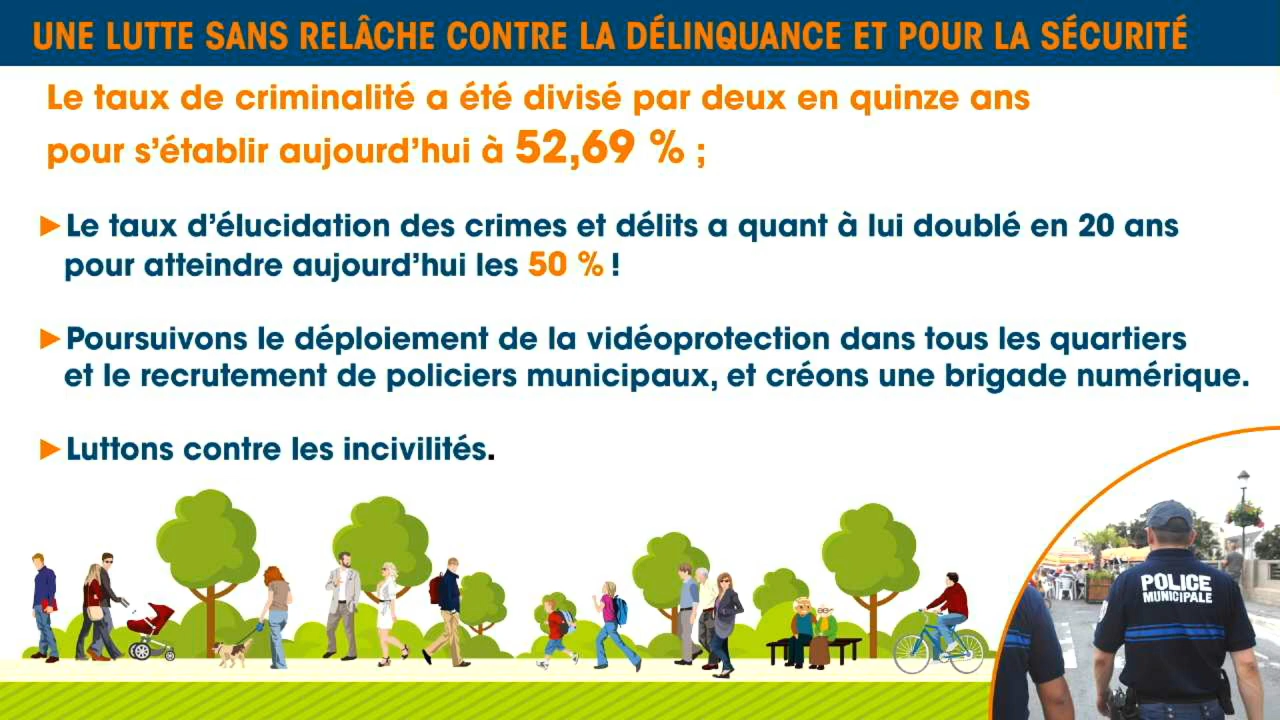 UNE LUTTE SANS RELÂCHE CONTRE LA DÉLINQUANCE ET POUR LA SÉCURITÉ
Le taux de criminalité a été divisé par deux en quinze ans
pour s'établir aujourd'hui à 52,69 % ;
►Le taux d'élucidation des crimes et délits a quant à lui doublé en 20 ans
pour atteindre aujourd'hui les 50 % !
►Poursuivons le déploiement de la vidéoprotection dans tous les quartiers
et le recrutement de policiers municipaux, et créons une brigade numérique.
►Luttons contre les incivilités.
POLICE
MUNICIPALE